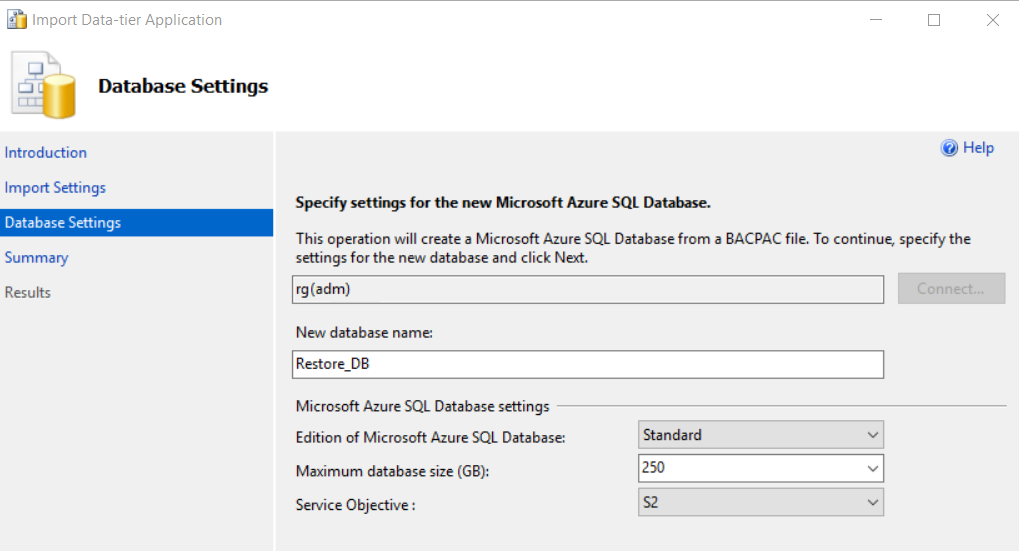 Import Data-tier Application
Database Settings
Introduction
Import Settings
Database Settings
Summary
Results
Help
Specify settings for the new Microsoft Azure SQL Database.
This operation will create a Microsoft Azure SQL Database from a BACPAC file. To continue, specify the
settings for the new database and click Next.
rg(adm)
Connect...
New database name:
Restore_DB
Microsoft Azure SQL Database settings
Edition of Microsoft Azure SQL Database:
Standard
Maximum database size (GB):
250
Service Objective :
S2